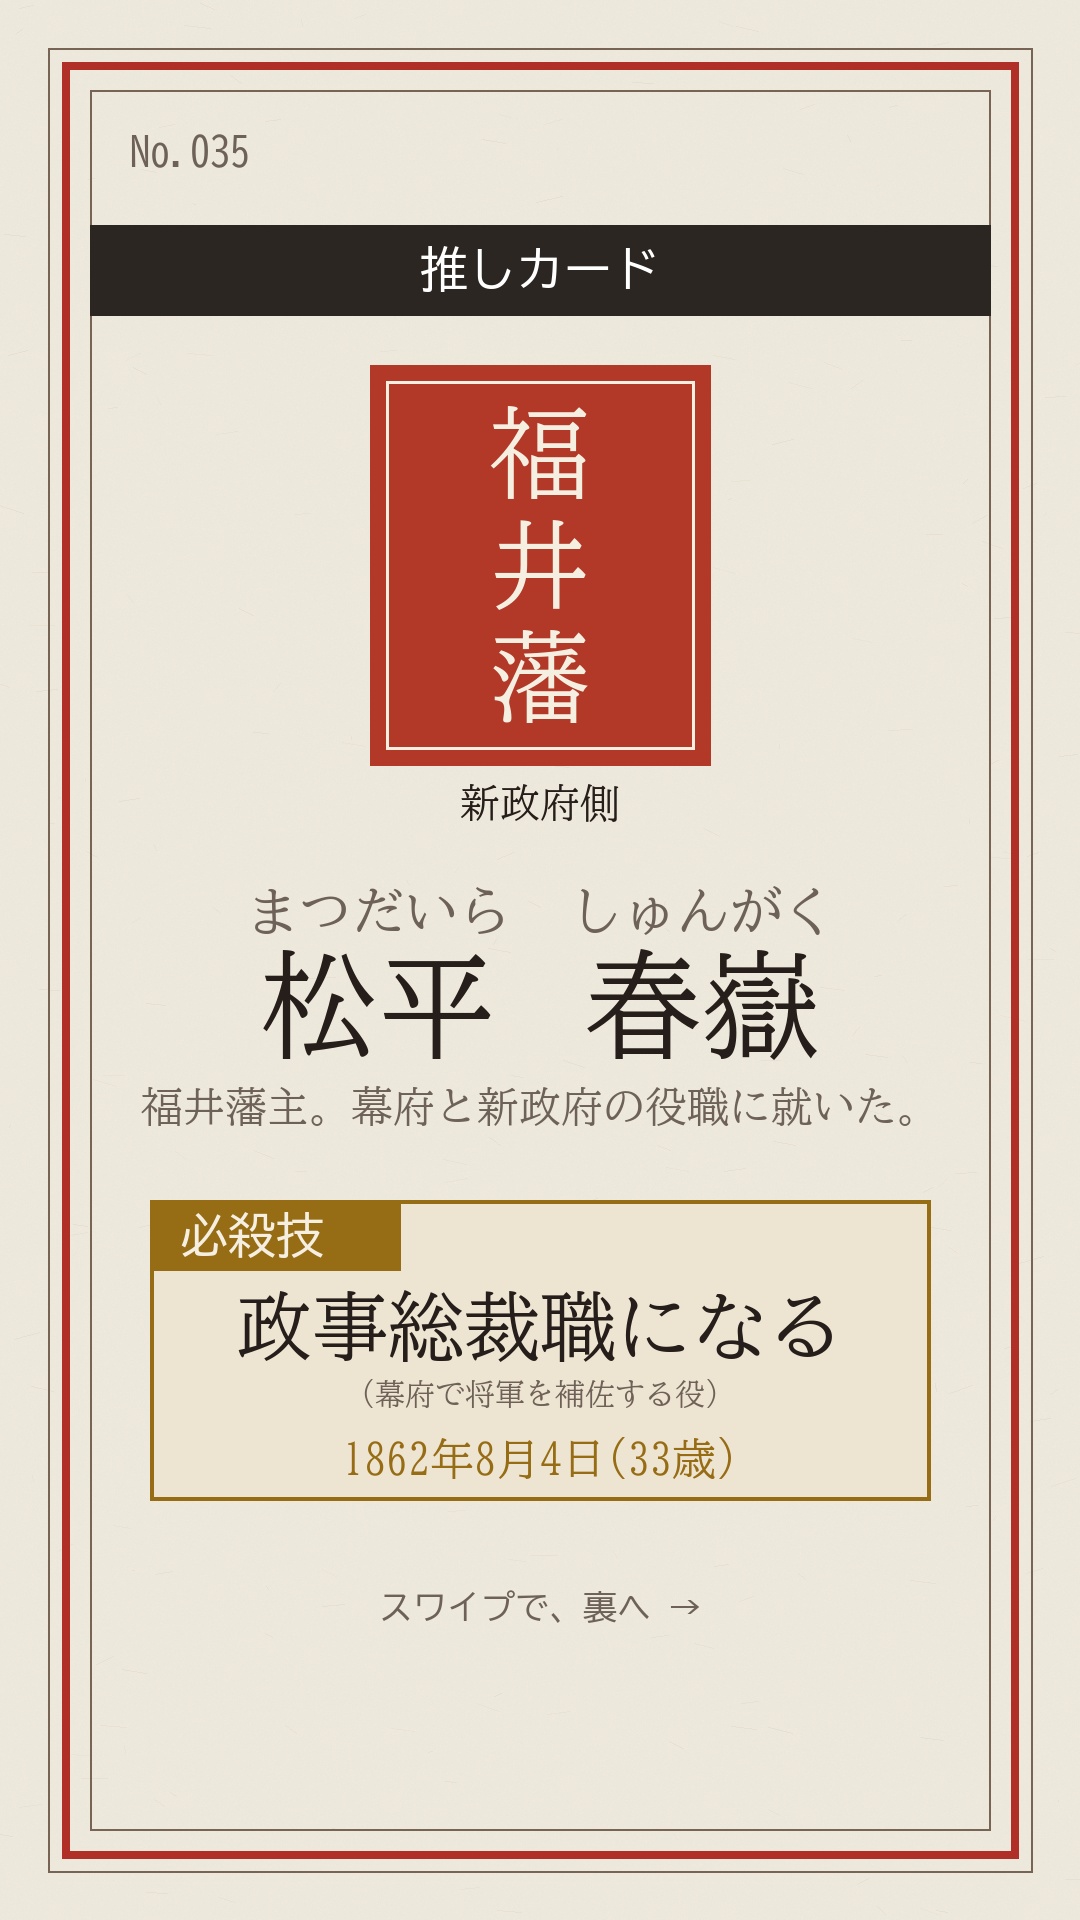 No.035
推しカード
福井藩
新政府側
まつだいら　しゅんがく
松平　春嶽
福井藩主。幕府と新政府の役職に就いた。
必殺技
政事総裁職になる
（幕府で将軍を補佐する役）
1862年8月4日(33歳)
スワイプで、裏へ →